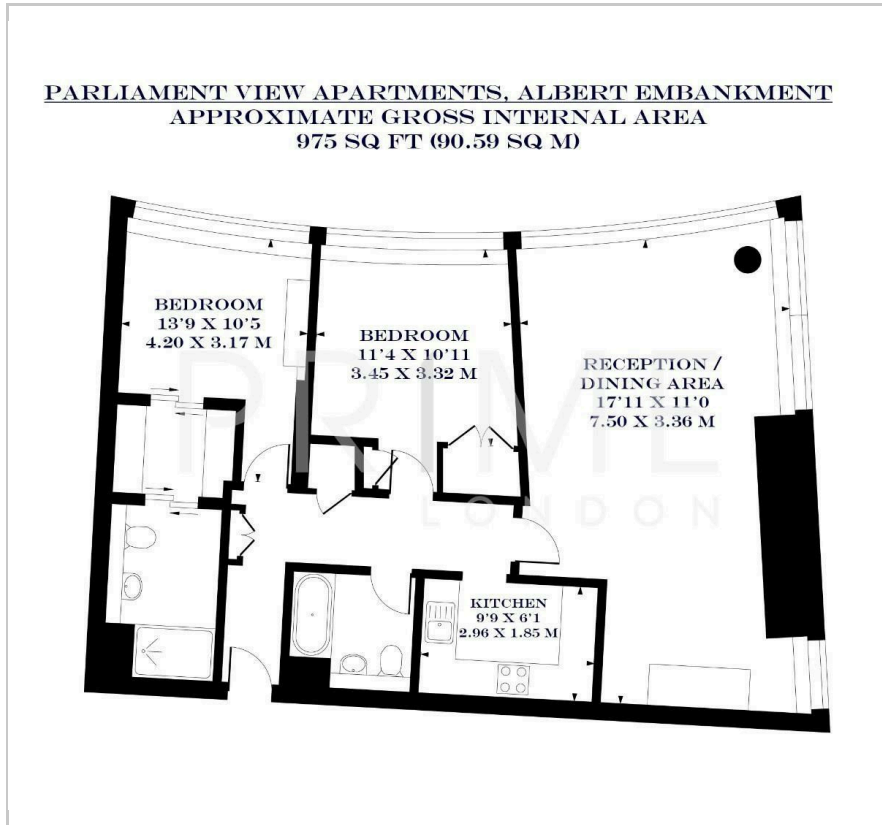 PARLIAMENT VIEW APARTMENTS, ALBERT EMBANKMENT
APPROXIMATE GROSS INTERNAL AREA
975 SQ FT (90.59 SQ M)
BEDROOM
13'9 X 10'5
4.20 X 3.17 M
BEDROOM
11'4 X 10'11
3.45 X 3.32 M
RECEPTION /
DINING AREA
17'11 X 11'0
7.50 X 3.36 M
PRIME
LONDON
KITCHEN
9'9 X 6'1
2.96 X 1.85 M